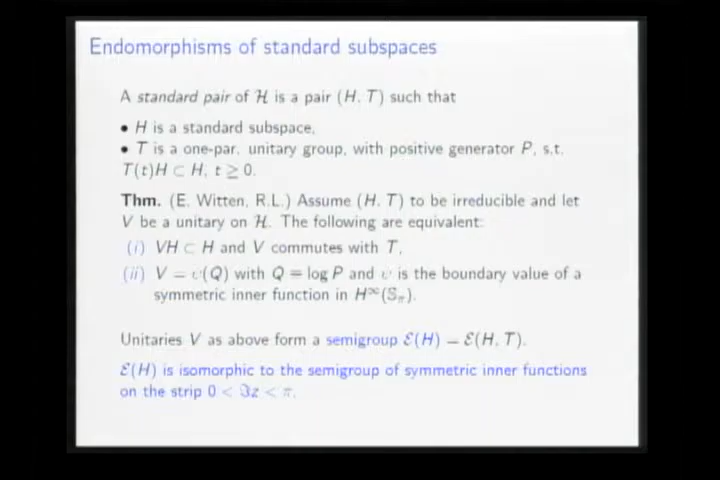 Endomorphisms of standard subspaces
A standard pair of ℋ is a pair (H, T) such that
• H is a standard subspace,
• T is a one-par. unitary group, with positive generator P, s.t.
T(t)H ⊂ H, t ≥ 0.
Thm. (E. Witten, R.L.) Assume (H, T) to be irreducible and let
V be a unitary on ℋ. The following are equivalent:
(i) VH ⊂ H and V commutes with T,
(ii) V = ψ(Q) with Q = log P and ψ is the boundary value of a
symmetric inner function in H∞(𝕊π).
Unitaries V as above form a semigroup ℰ(H) = ℰ(H, T).
ℰ(H) is isomorphic to the semigroup of symmetric inner functions
on the strip 0 < ℑz < π.